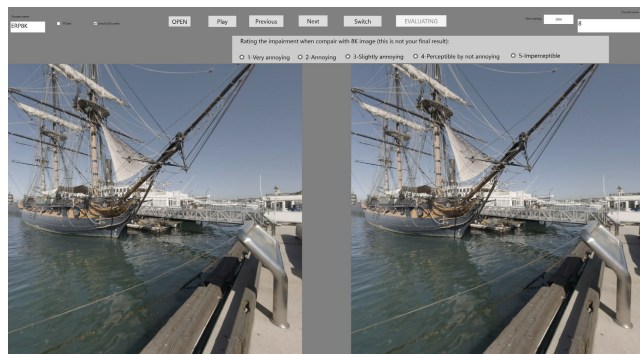 ERP8K
OPEN
Play
Previous
Next
Switch
EVALUATING
8
Rating the impairment when compair with 8K image (this is not your final result):
1-Very annoying
2-Annoying
3-Slightly annoying
4-Perceptible by not annoying
5-Imperceptible